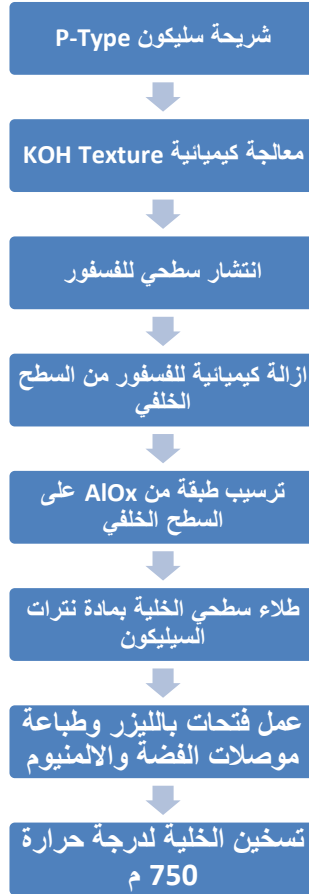 شريحة سليكون P-Type
معالجة كيميائية KOH Texture
انتشار سطحي للفسفور
ازالة كيميائية للفسفور من السطح
الخلفي
ترسيب طبقة من AlOx على
السطح الخلفي
طلاء سطحي الخلية بمادة نترات
السيليكون
عمل فتحات بالليزر وطباعة
موصلات الفضة والالمنيوم
تسخين الخلية لدرجة حرارة
750 م